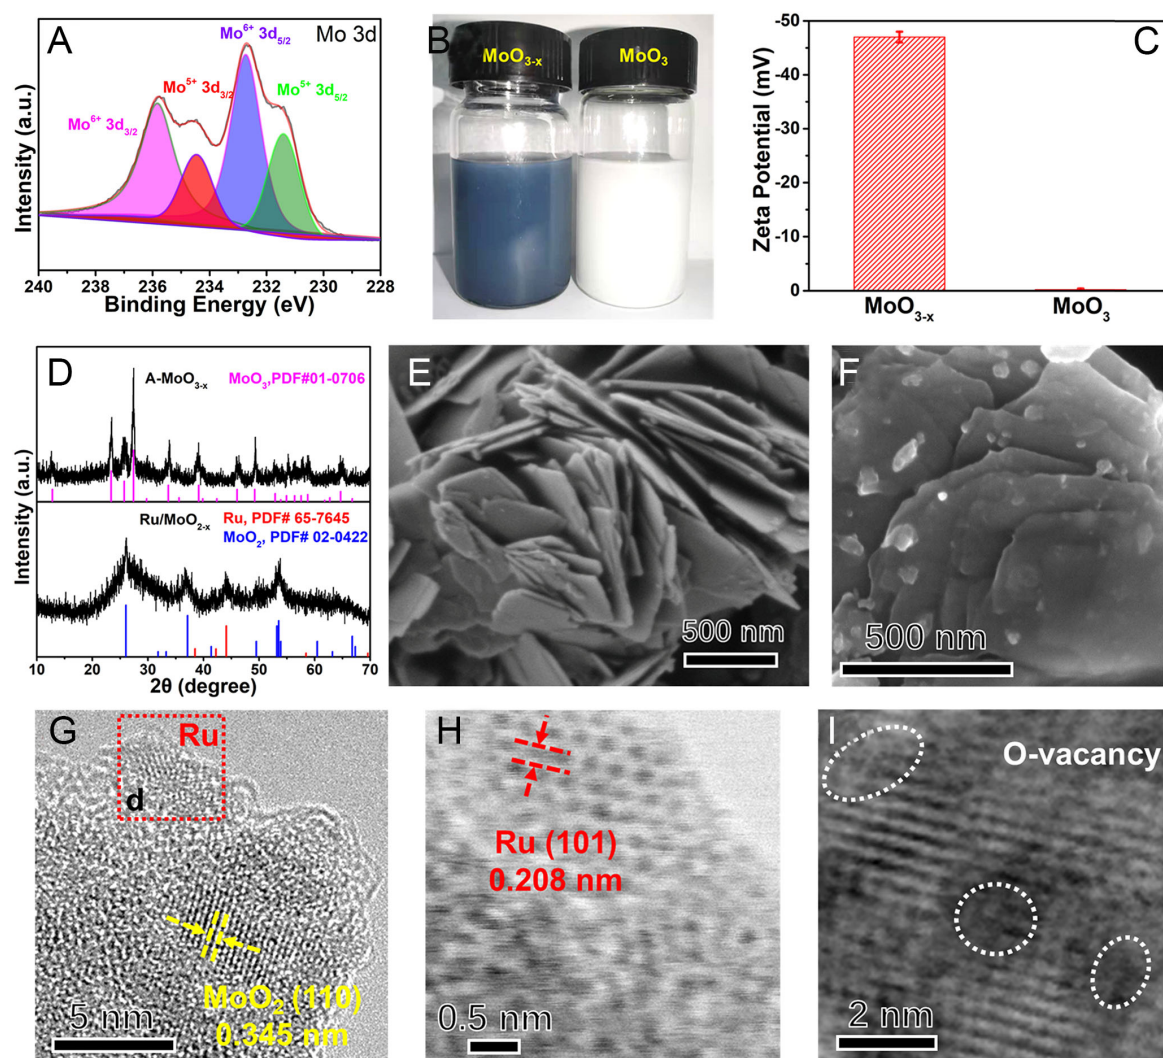 A
Mo 3d
Mo⁶⁺ 3d₅/₂
Mo⁵⁺ 3d₃/₂
Mo⁵⁺ 3d₅/₂
Mo⁶⁺ 3d₃/₂
Intensity (a.u.)
240 238 236 234 232 230 228
Binding Energy (eV)
B
MoO₃₋ₓ
MoO₃
C
Zeta Potential (mV)
-50
-40
-30
-20
-10
0
MoO₃₋ₓ
MoO₃
D
A-MoO₃₋ₓ
MoO₃,PDF#01-0706
Ru/MoO₂₋ₓ
Ru, PDF# 65-7645
MoO₂, PDF# 02-0422
Intensity (a.u.)
10 20 30 40 50 60 70
2θ (degree)
E
500 nm
F
500 nm
G
Ru
d
MoO₂ (110)
0.345 nm
5 nm
H
Ru (101)
0.208 nm
0.5 nm
I
O-vacancy
2 nm